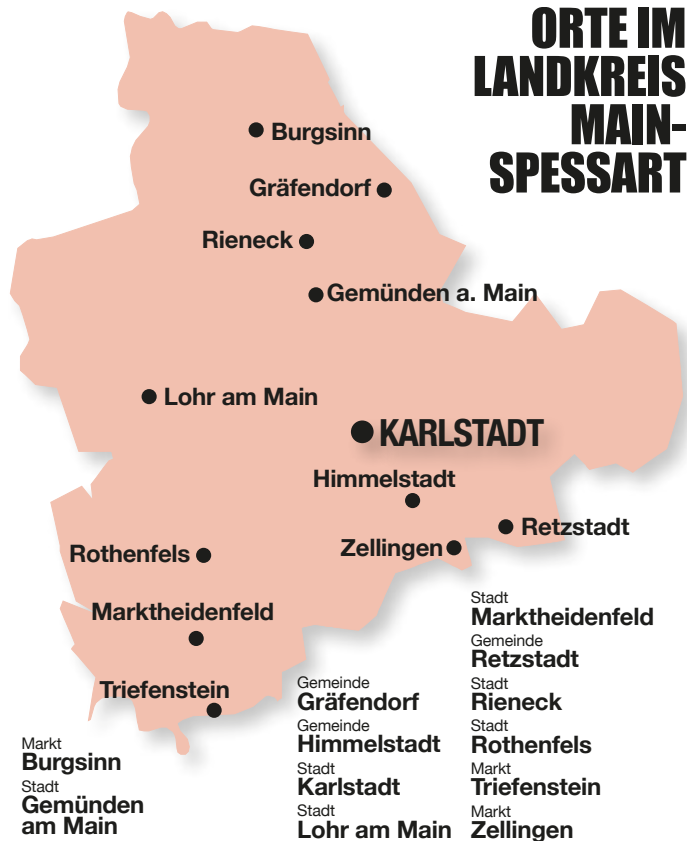 ORTE IM
LANDKREIS
MAIN-
SPESSART
Burgsinn
Gräfendorf
Rieneck
Gemünden a. Main
Lohr am Main
KARLSTADT
Himmelstadt
Retzstadt
Zellingen
Rothenfels
Marktheidenfeld
Triefenstein
Markt
Burgsinn
Stadt
Gemünden
am Main
Gemeinde
Gräfendorf
Gemeinde
Himmelstadt
Stadt
Karlstadt
Stadt
Lohr am Main
Stadt
Marktheidenfeld
Gemeinde
Retzstadt
Stadt
Rieneck
Stadt
Rothenfels
Markt
Triefenstein
Markt
Zellingen